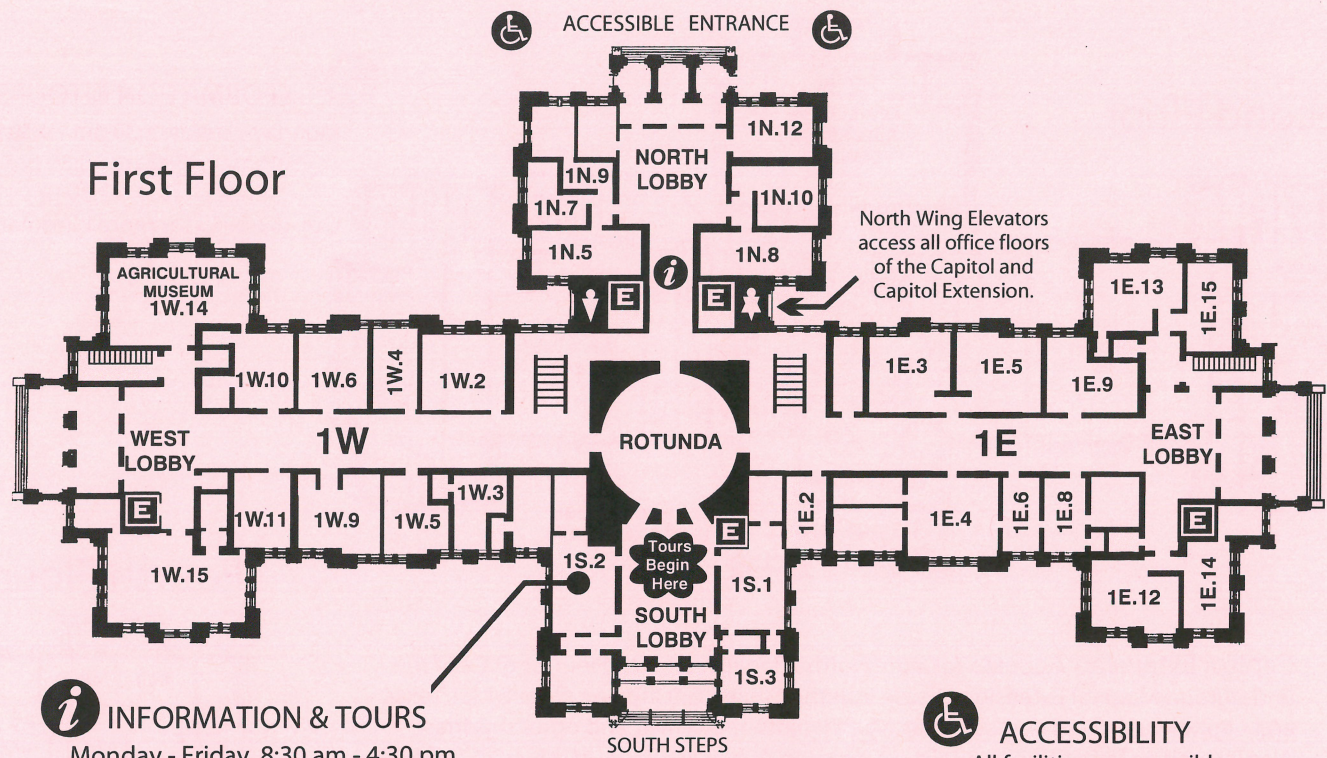 ACCESSIBLE ENTRANCE
First Floor
1N.12
NORTH
LOBBY
1N.9
1N.10
1N.7
1N.5
1N.8
North Wing Elevators
access all office floors
of the Capitol and
Capitol Extension.
i
E
E
AGRICULTURAL
MUSEUM
1W.14
1E.13
1E.15
1W.10
1W.6
1W.4
1W.2
1E.3
1E.5
1E.9
WEST
LOBBY
1W
ROTUNDA
1E
EAST
LOBBY
E
1W.11
1W.9
1W.5
1W.3
E
1E.2
1E.4
1E.6
1E.8
E
1W.15
1S.2
Tours
Begin
Here
1S.1
1E.12
1E.14
SOUTH
LOBBY
1S.3
SOUTH STEPS
i INFORMATION & TOURS
Monday - Friday 8:30 am - 4:30 pm
ACCESSIBILITY
All facilities